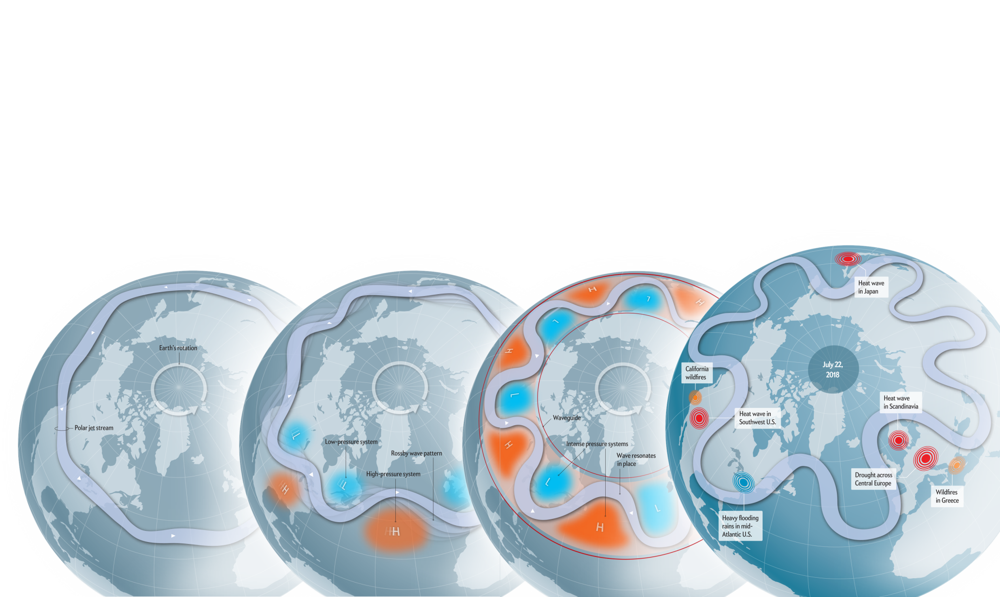 Earth's rotation
Polar jet stream
L
Low-pressure system
L
Rossby wave pattern
High-pressure system
H
H
H
L
H
L
H
L
Waveguide
H
Intense pressure systems
Wave resonates
in place
L
L
H
July 22,
2018
Heat wave
in Japan
California
wildfires
Heat wave in
Southwest U.S.
Heat wave
in Scandinavia
Drought across
Central Europe
Wildfires
in Greece
Heavy flooding
rains in mid-
Atlantic U.S.